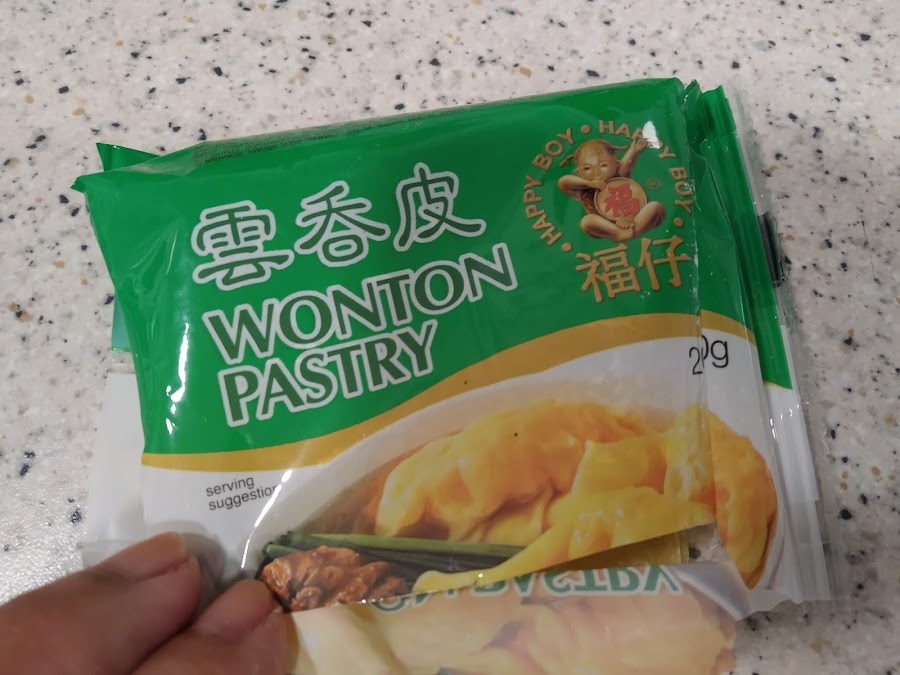 雲吞皮
WONTON
PASTRY
HAPPY BOY • HAPPY BOY
福
®
福仔
serving
suggestion